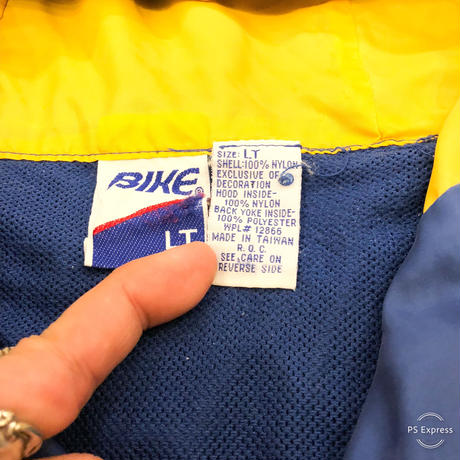 BIKE®
LT
SIZE: LT
SHELL:100% NYLON
EXCLUSIVE OF
DECORATION
HOOD INSIDE-
100% NYLON
BACK YOKE INSIDE-
100% POLYESTER
WPL# 12866
MADE IN TAIWAN
R.O.C.
SEE CARE ON
REVERSE SIDE
PS Express